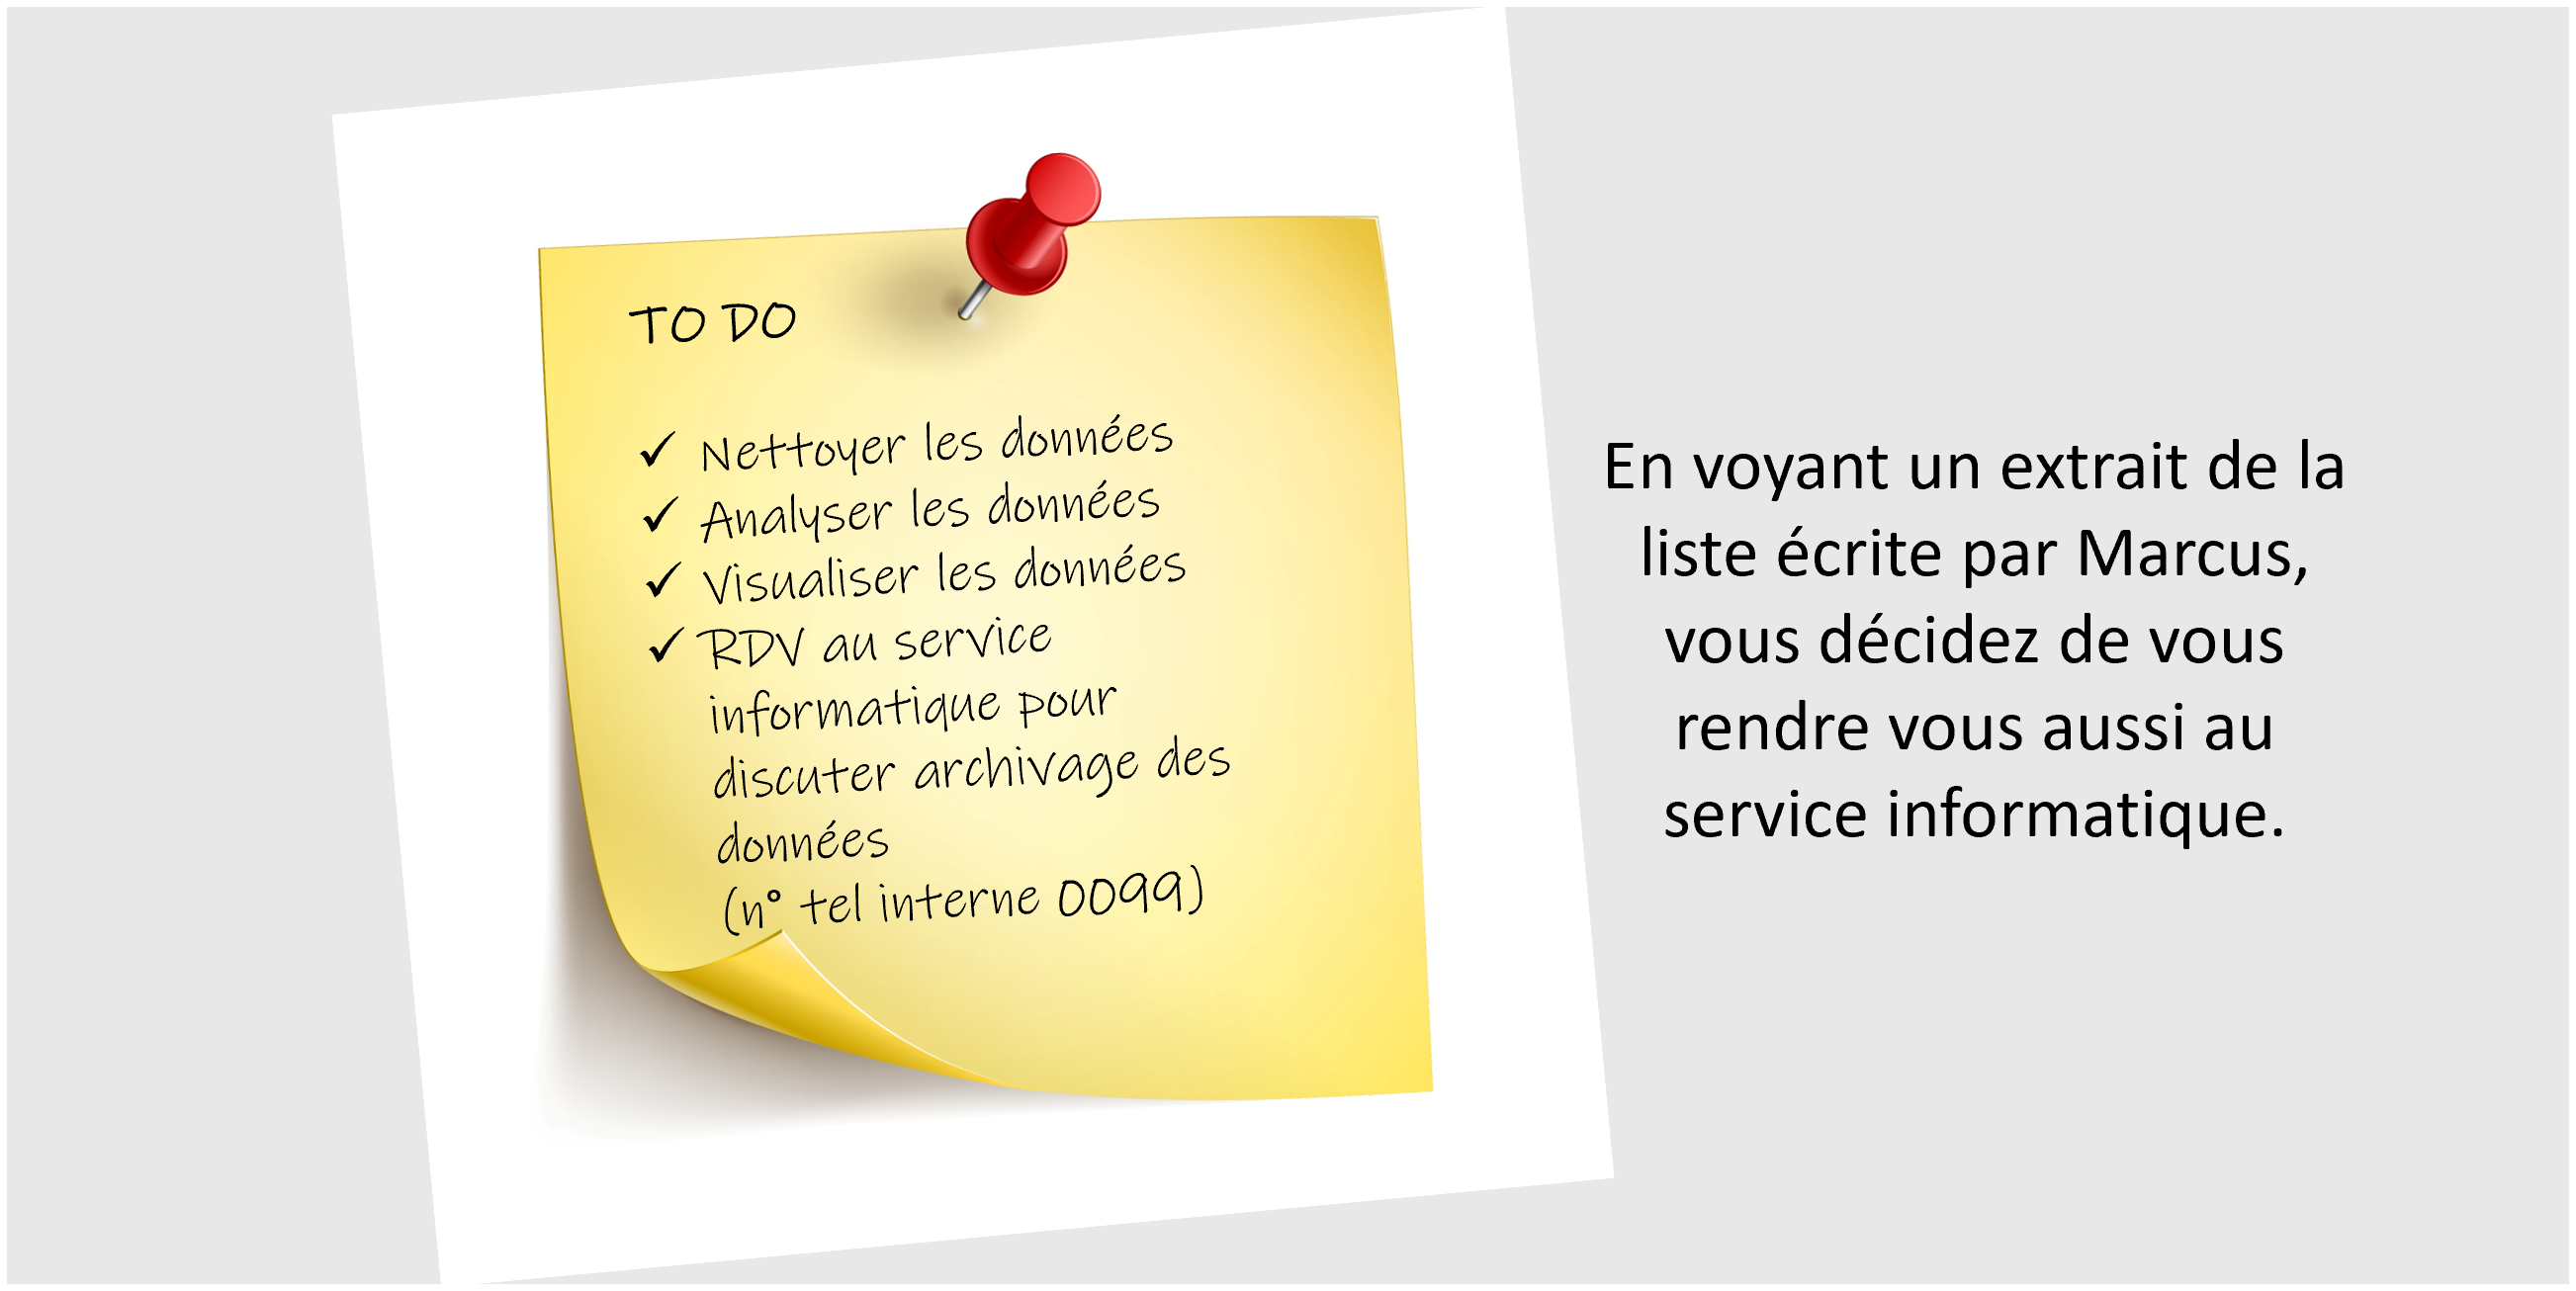 TO DO
✓ Nettoyer les données
✓ Analyser les données
✓ Visualiser les données
✓ RDV au service
informatique pour
discuter archivage des
données
(n° tel interne 0099)
En voyant un extrait de la
liste écrite par Marcus,
vous décidez de vous
rendre vous aussi au
service informatique.